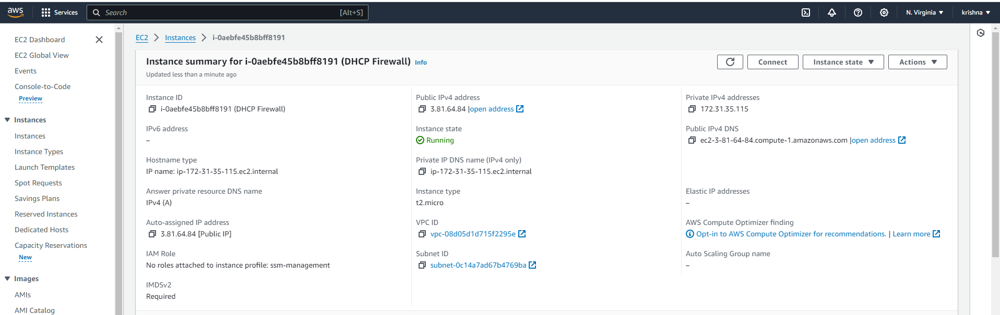 aws
Services
Search
[Alt+S]
N. Virginia
krishna
EC2 Dashboard
EC2 Global View
Events
Console-to-Code
Preview
Instances
Instances
Instance Types
Launch Templates
Spot Requests
Savings Plans
Reserved Instances
Dedicated Hosts
Capacity Reservations
New
Images
AMIs
AMI Catalog
EC2 > Instances > i-0aebfe45b8bff8191
Instance summary for i-0aebfe45b8bff8191 (DHCP Firewall) Info
Updated less than a minute ago
Connect
Instance state
Actions
Instance ID
i-0aebfe45b8bff8191 (DHCP Firewall)
Public IPv4 address
3.81.64.84 |open address
Private IPv4 addresses
172.31.35.115
IPv6 address
–
Instance state
Running
Public IPv4 DNS
ec2-3-81-64-84.compute-1.amazonaws.com |open address
Hostname type
IP name: ip-172-31-35-115.ec2.internal
Private IP DNS name (IPv4 only)
ip-172-31-35-115.ec2.internal
Answer private resource DNS name
IPv4 (A)
Instance type
t2.micro
Elastic IP addresses
–
Auto-assigned IP address
3.81.64.84 [Public IP]
VPC ID
vpc-08d05d1d715f2295e
AWS Compute Optimizer finding
Opt-in to AWS Compute Optimizer for recommendations. | Learn more
IAM Role
No roles attached to instance profile: ssm-management
Subnet ID
subnet-0c14a7ad67b4769ba
Auto Scaling Group name
–
IMDSv2
Required